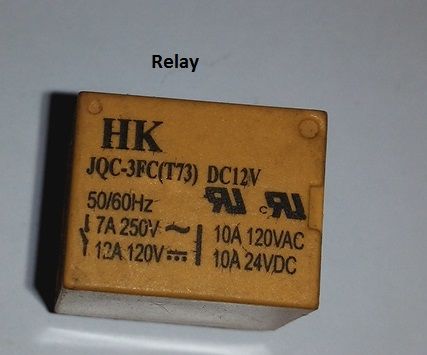 Relay
HK
JQC-3FC(T73) DC12V
50/60Hz
7A 250V ~ 10A 120VAC
12A 120V 10A 24VDC